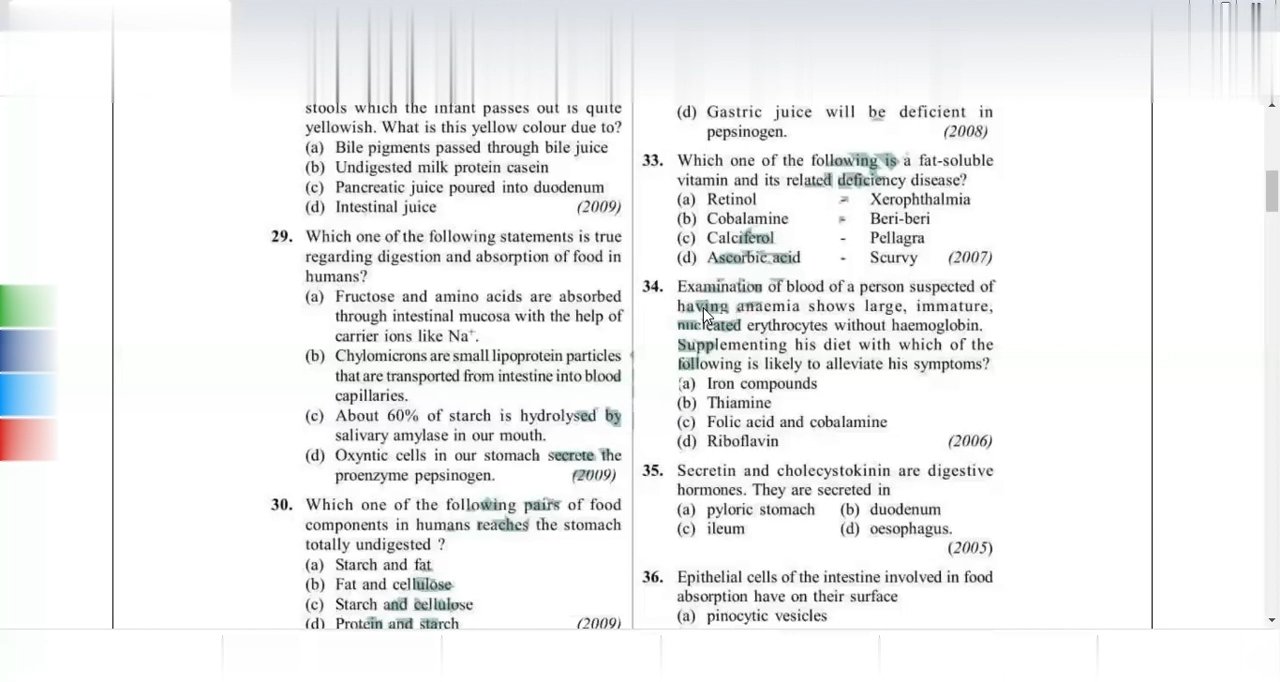 stools which the infant passes out is quite
yellowish. What is this yellow colour due to?
(a) Bile pigments passed through bile juice
(b) Undigested milk protein casein
(c) Pancreatic juice poured into duodenum
(d) Intestinal juice (2009)
29. Which one of the following statements is true
regarding digestion and absorption of food in
humans?
(a) Fructose and amino acids are absorbed
through intestinal mucosa with the help of
carrier ions like Na⁺.
(b) Chylomicrons are small lipoprotein particles
that are transported from intestine into blood
capillaries.
(c) About 60% of starch is hydrolysed by
salivary amylase in our mouth.
(d) Oxyntic cells in our stomach secrete the
proenzyme pepsinogen. (2009)
30. Which one of the following pairs of food
components in humans reaches the stomach
totally undigested ?
(a) Starch and fat
(b) Fat and cellulose
(c) Starch and cellulose
(d) Protein and starch (2009)
(d) Gastric juice will be deficient in
pepsinogen. (2008)
33. Which one of the following is a fat-soluble
vitamin and its related deficiency disease?
(a) Retinol - Xerophthalmia
(b) Cobalamine - Beri-beri
(c) Calciferol - Pellagra
(d) Ascorbic acid - Scurvy (2007)
34. Examination of blood of a person suspected of
having anaemia shows large, immature,
nucleated erythrocytes without haemoglobin.
Supplementing his diet with which of the
following is likely to alleviate his symptoms?
(a) Iron compounds
(b) Thiamine
(c) Folic acid and cobalamine
(d) Riboflavin (2006)
35. Secretin and cholecystokinin are digestive
hormones. They are secreted in
(a) pyloric stomach (b) duodenum
(c) ileum (d) oesophagus.
(2005)
36. Epithelial cells of the intestine involved in food
absorption have on their surface
(a) pinocytic vesicles